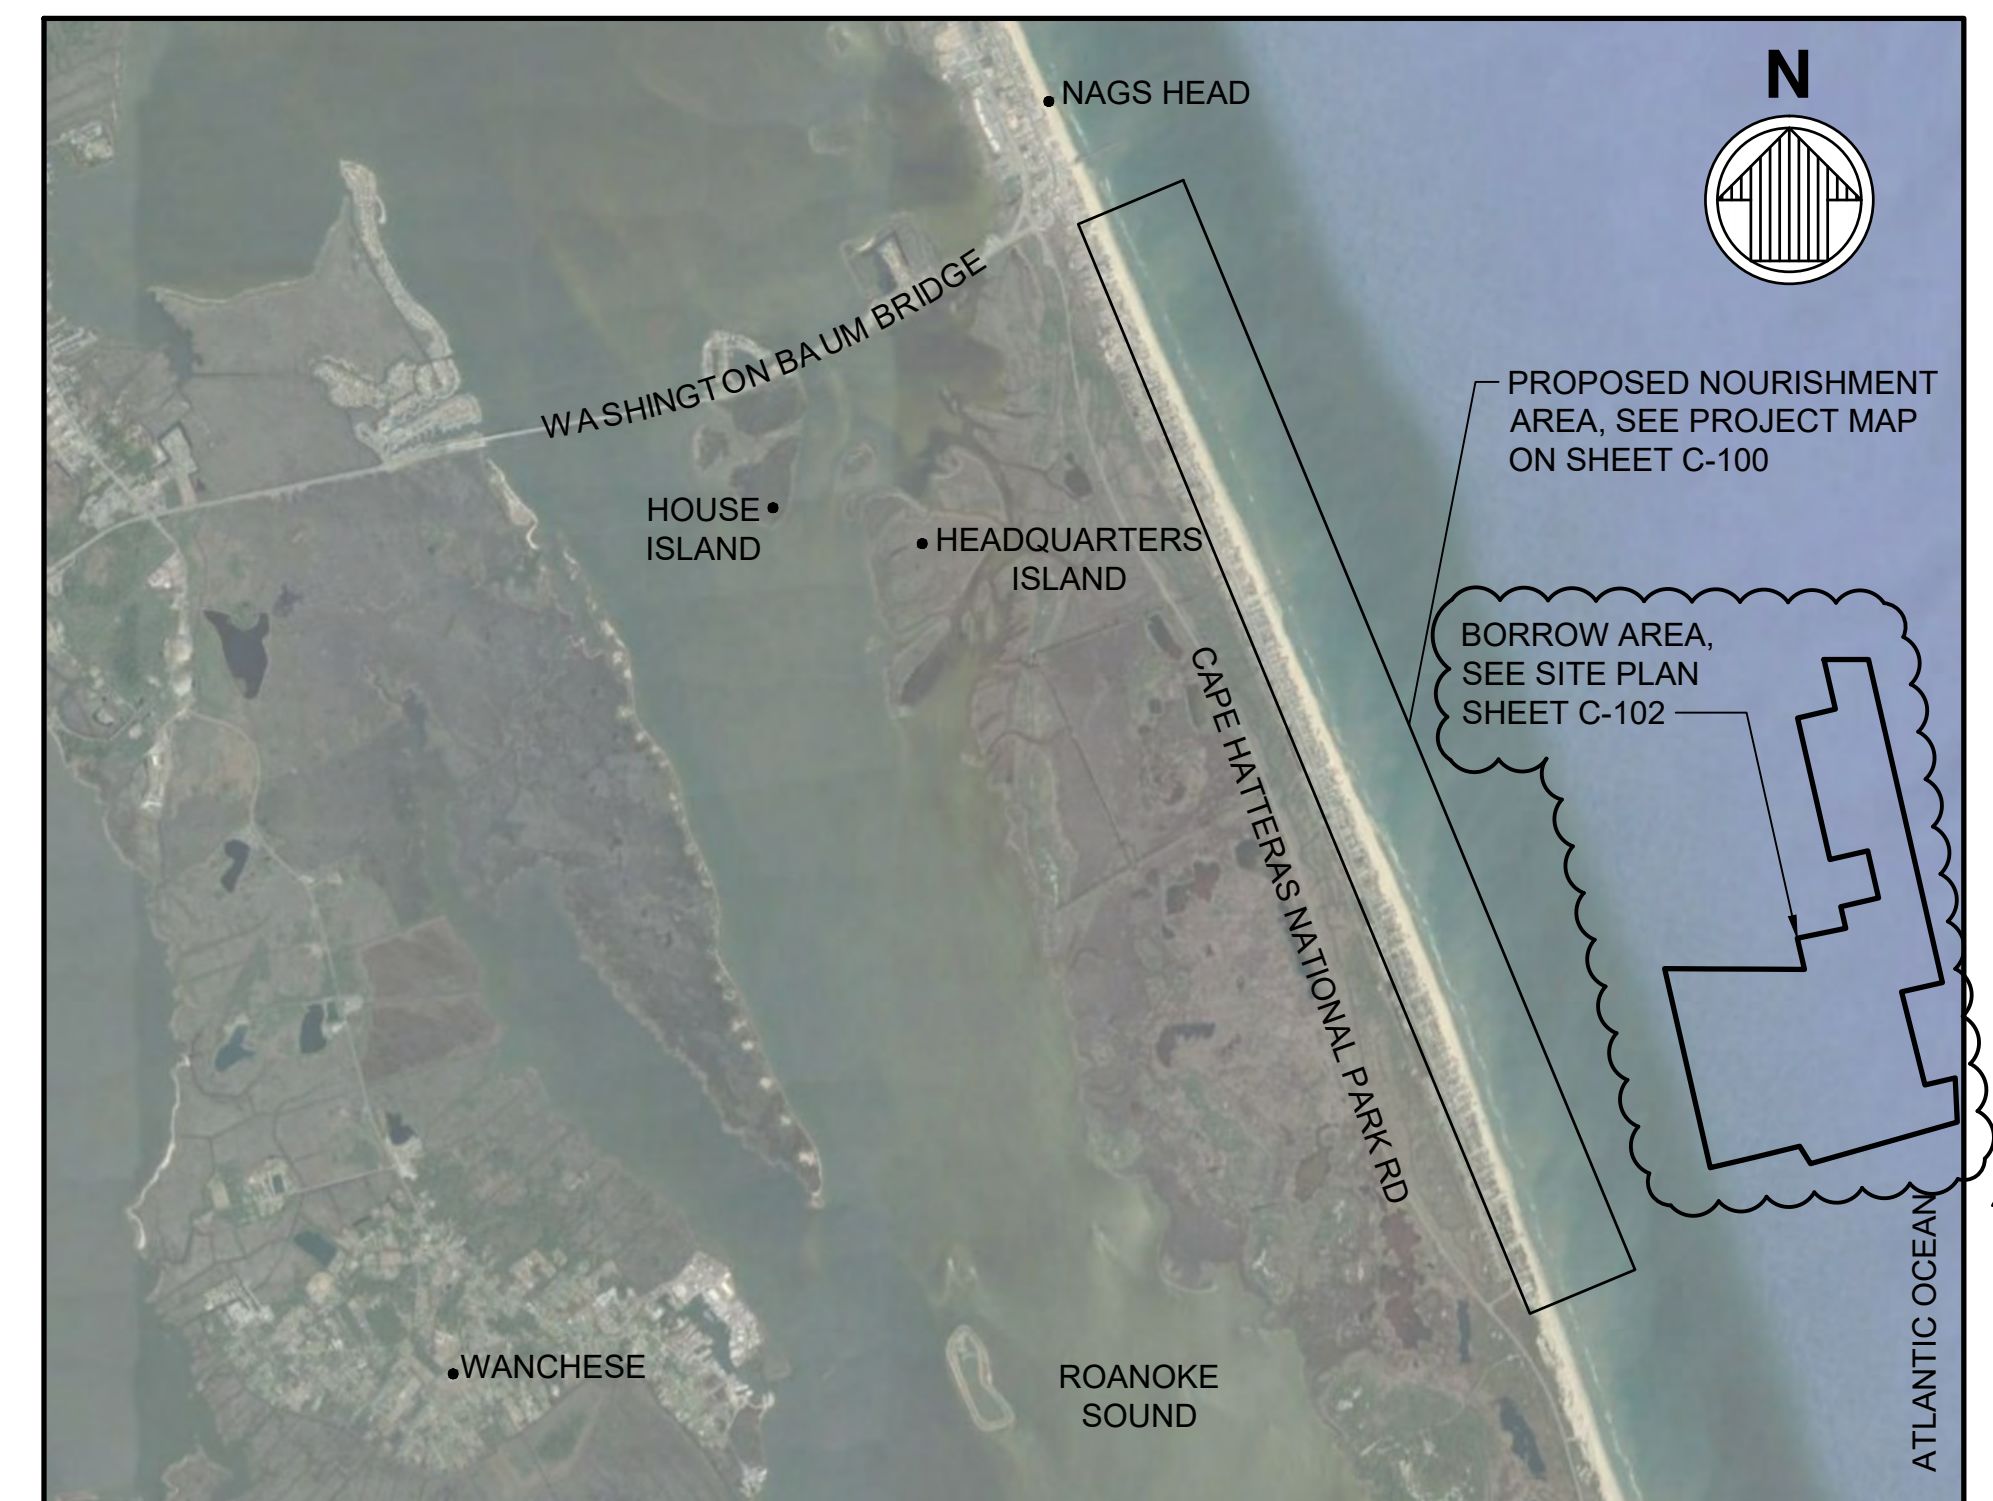 N
NAGS HEAD
WASHINGTON BAUM BRIDGE
PROPOSED NOURISHMENT
AREA, SEE PROJECT MAP
ON SHEET C-100
HOUSE
ISLAND
HEADQUARTERS
ISLAND
BORROW AREA,
SEE SITE PLAN
SHEET C-102
CAPE HATTERAS NATIONAL PARK RD
ATLANTIC OCEAN
WANCHESE
ROANOKE
SOUND